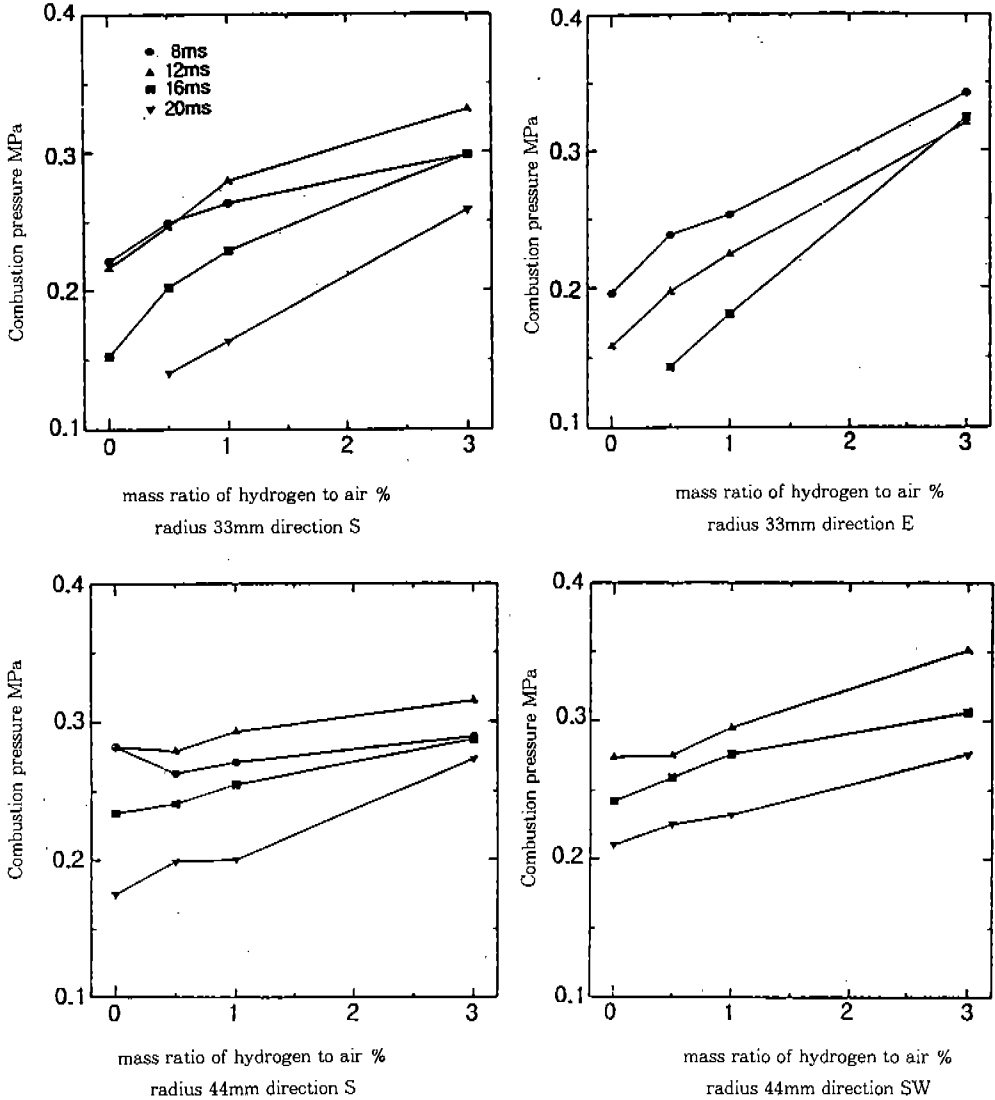 0.4
0.3
0.2
0.1
Combustion pressure MPa
8ms
12ms
16ms
20ms
0 1 2 3
mass ratio of hydrogen to air %
radius 33mm direction S
0.4
0.3
0.2
0.1
Combustion pressure MPa
0 1 2 3
mass ratio of hydrogen to air %
radius 33mm direction E
0.4
0.3
0.2
0.1
Combustion pressure MPa
0 1 2 3
mass ratio of hydrogen to air %
radius 44mm direction S
0.4
0.3
0.2
0.1
Combustion pressure MPa
0 1 2 3
mass ratio of hydrogen to air %
radius 44mm direction SW